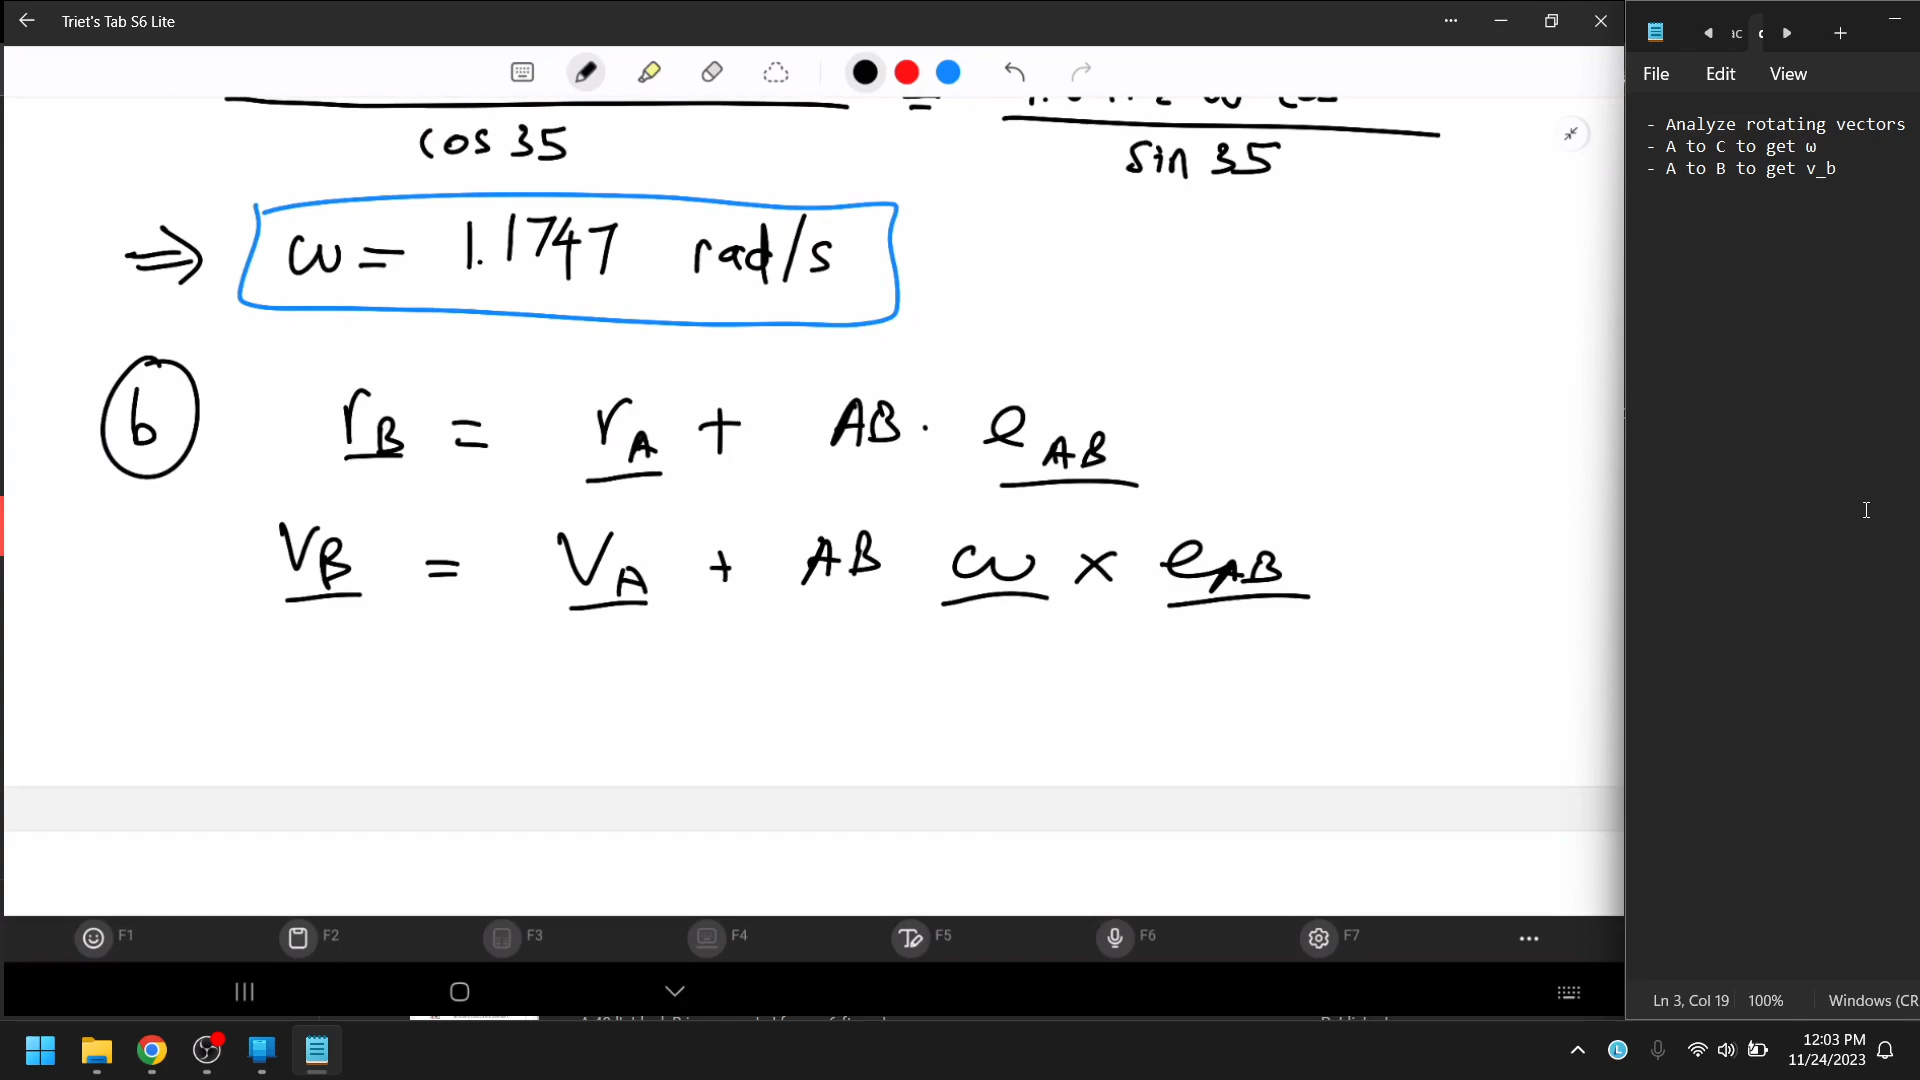 Triet's Tab S6 Lite
File Edit View
- Analyze rotating vectors
- A to C to get ω
- A to B to get v_b
cos 35 = sin 35
⇒ ω = 1.1747 rad/s
b r_B = r_A + AB · e_AB
V_B = V_A + AB ω × e_AB
F1 F2 F3 F4 F5 F6 F7
Ln 3, Col 19 100% Windows (CR
12:03 PM
11/24/2023